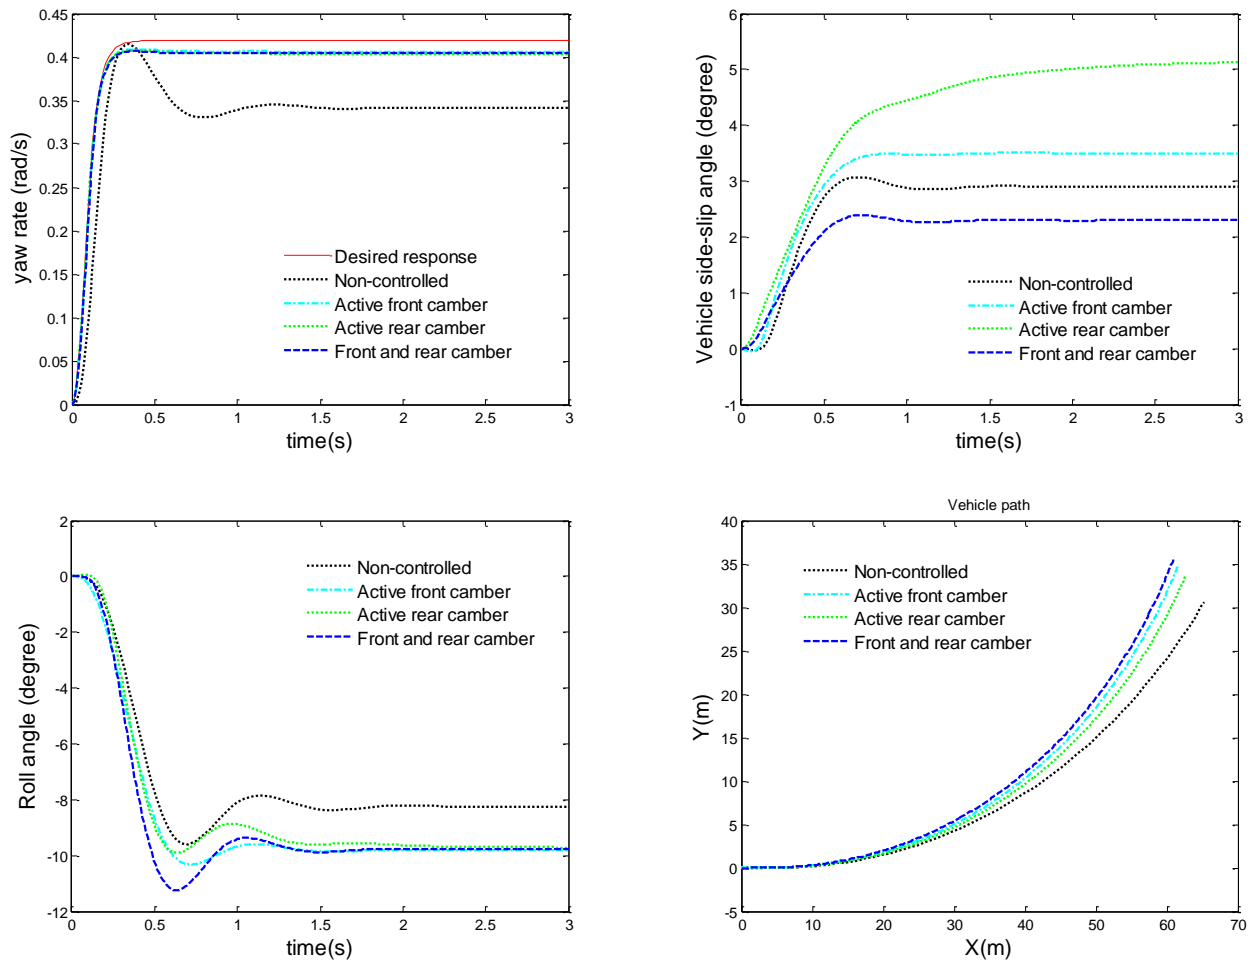 0.45
0.4
0.35
0.3
0.25
0.2
0.15
0.1
0.05
0
yaw rate (rad/s)
Desired response
Non-controlled
Active front camber
Active rear camber
Front and rear camber
0 0.5 1 1.5 2 2.5 3
time(s)
6
5
4
3
2
1
0
-1
Vehicle side-slip angle (degree)
Non-controlled
Active front camber
Active rear camber
Front and rear camber
0 0.5 1 1.5 2 2.5 3
time(s)
2
0
-2
-4
-6
-8
-10
-12
Roll angle (degree)
Non-controlled
Active front camber
Active rear camber
Front and rear camber
0 0.5 1 1.5 2 2.5 3
time(s)
Vehicle path
40
35
30
25
20
15
10
5
0
-5
Y(m)
Non-controlled
Active front camber
Active rear camber
Front and rear camber
0 10 20 30 40 50 60 70
X(m)